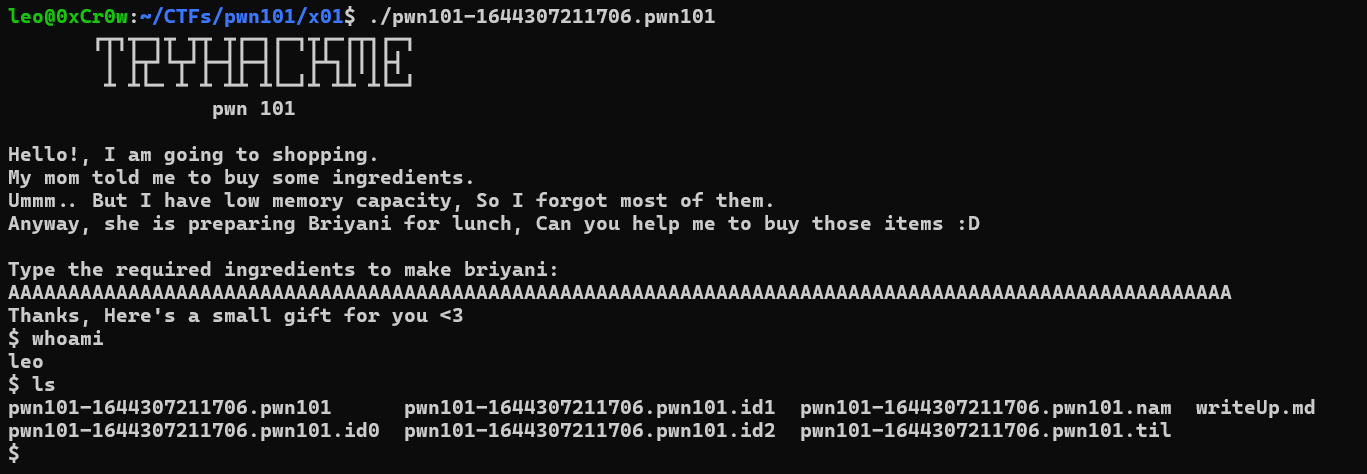 leo@0xCr0w:~/CTFs/pwn101/x01$ ./pwn101-1644307211706.pwn101
TRYHACKME
pwn 101
Hello!, I am going to shopping.
My mom told me to buy some ingredients.
Ummm.. But I have low memory capacity, So I forgot most of them.
Anyway, she is preparing Briyani for lunch, Can you help me to buy those items :D
Type the required ingredients to make briyani:
AAAAAAAAAAAAAAAAAAAAAAAAAAAAAAAAAAAAAAAAAAAAAAAAAAAAAAAAAAAAAAAAAAAAAAAAAAAAAAAAAAAAAAAAAAAAAAAAAAAAAA
Thanks, Here's a small gift for you <3
$ whoami
leo
$ ls
pwn101-1644307211706.pwn101      pwn101-1644307211706.pwn101.id1  pwn101-1644307211706.pwn101.nam  writeUp.md
pwn101-1644307211706.pwn101.id0  pwn101-1644307211706.pwn101.id2  pwn101-1644307211706.pwn101.til
$